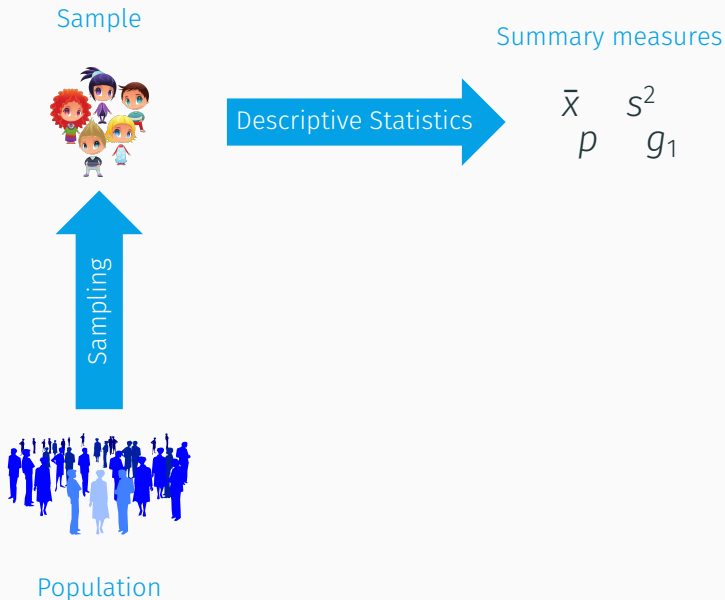 Sample
Summary measures
Descriptive Statistics
x̄ s²
p g₁
Sampling
Population